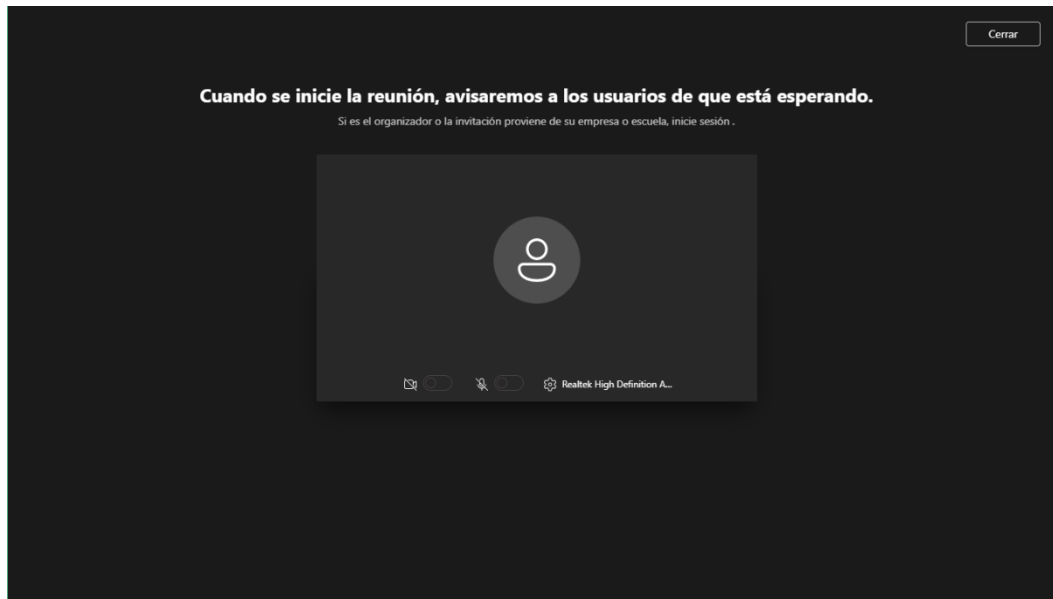 Cerrar
Cuando se inicie la reunión, avisaremos a los usuarios de que está esperando.
Si es el organizador o la invitación proviene de su empresa o escuela, inicie sesión .
Realtek High Definition A...